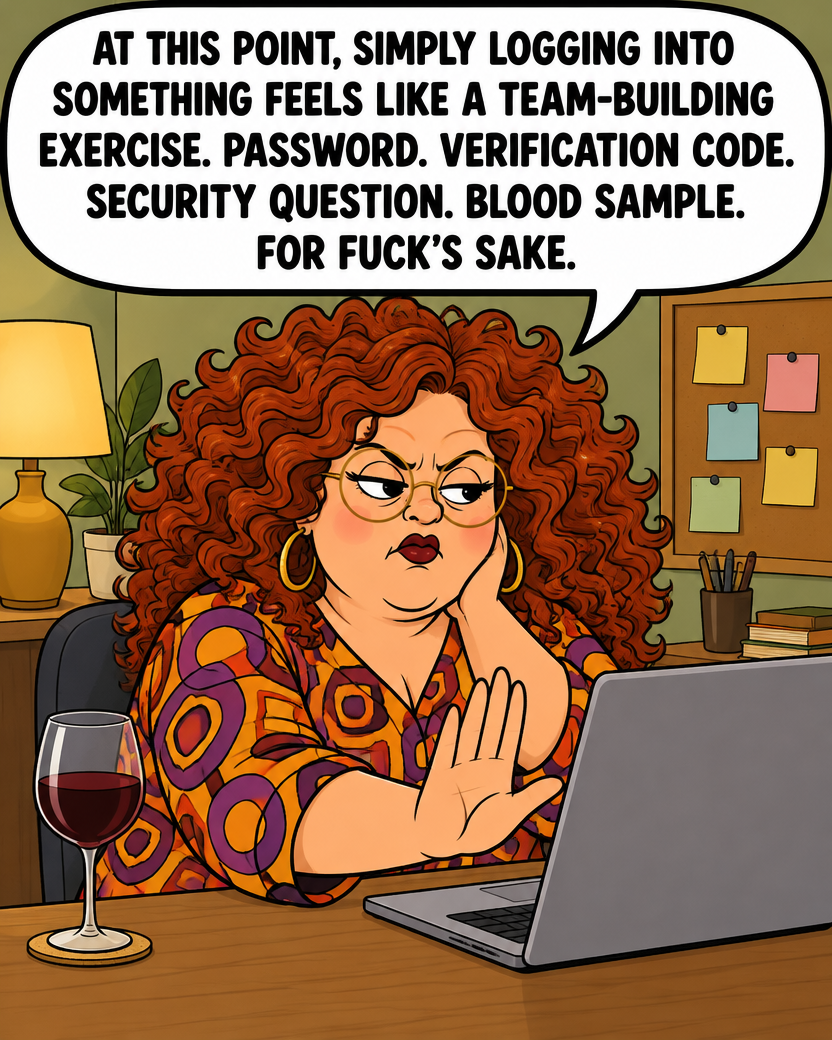 AT THIS POINT, SIMPLY LOGGING INTO
SOMETHING FEELS LIKE A TEAM-BUILDING
EXERCISE. PASSWORD. VERIFICATION CODE.
SECURITY QUESTION. BLOOD SAMPLE.
FOR FUCK'S SAKE.